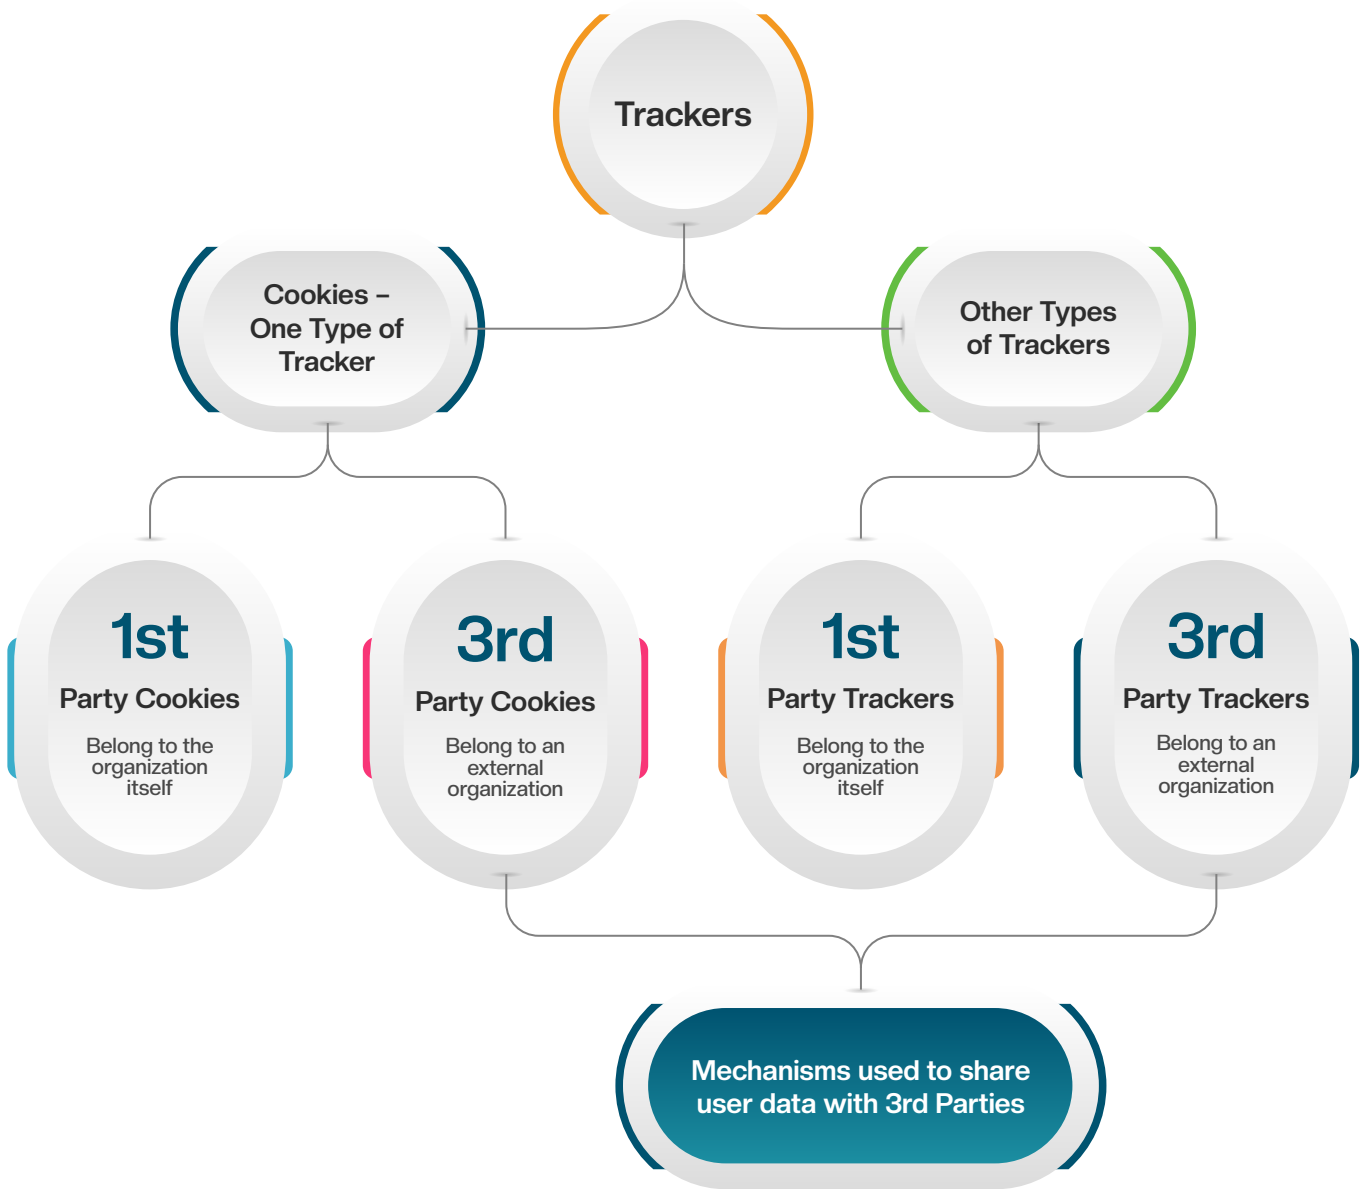 Trackers
Cookies –
One Type of
Tracker
Other Types
of Trackers
1st
Party Cookies
Belong to the
organization
itself
3rd
Party Cookies
Belong to an
external
organization
1st
Party Trackers
Belong to the
organization
itself
3rd
Party Trackers
Belong to an
external
organization
Mechanisms used to share
user data with 3rd Parties